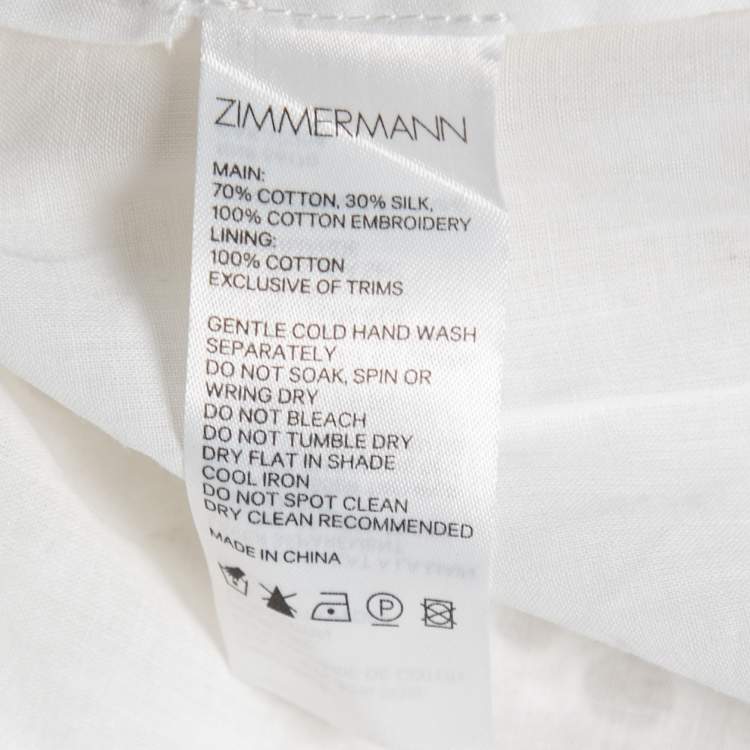 ZIMMERMANN
MAIN:
70% COTTON, 30% SILK,
100% COTTON EMBROIDERY
LINING:
100% COTTON
EXCLUSIVE OF TRIMS
GENTLE COLD HAND WASH
SEPARATELY
DO NOT SOAK, SPIN OR
WRING DRY
DO NOT BLEACH
DO NOT TUMBLE DRY
DRY FLAT IN SHADE
COOL IRON
DO NOT SPOT CLEAN
DRY CLEAN RECOMMENDED
MADE IN CHINA
P